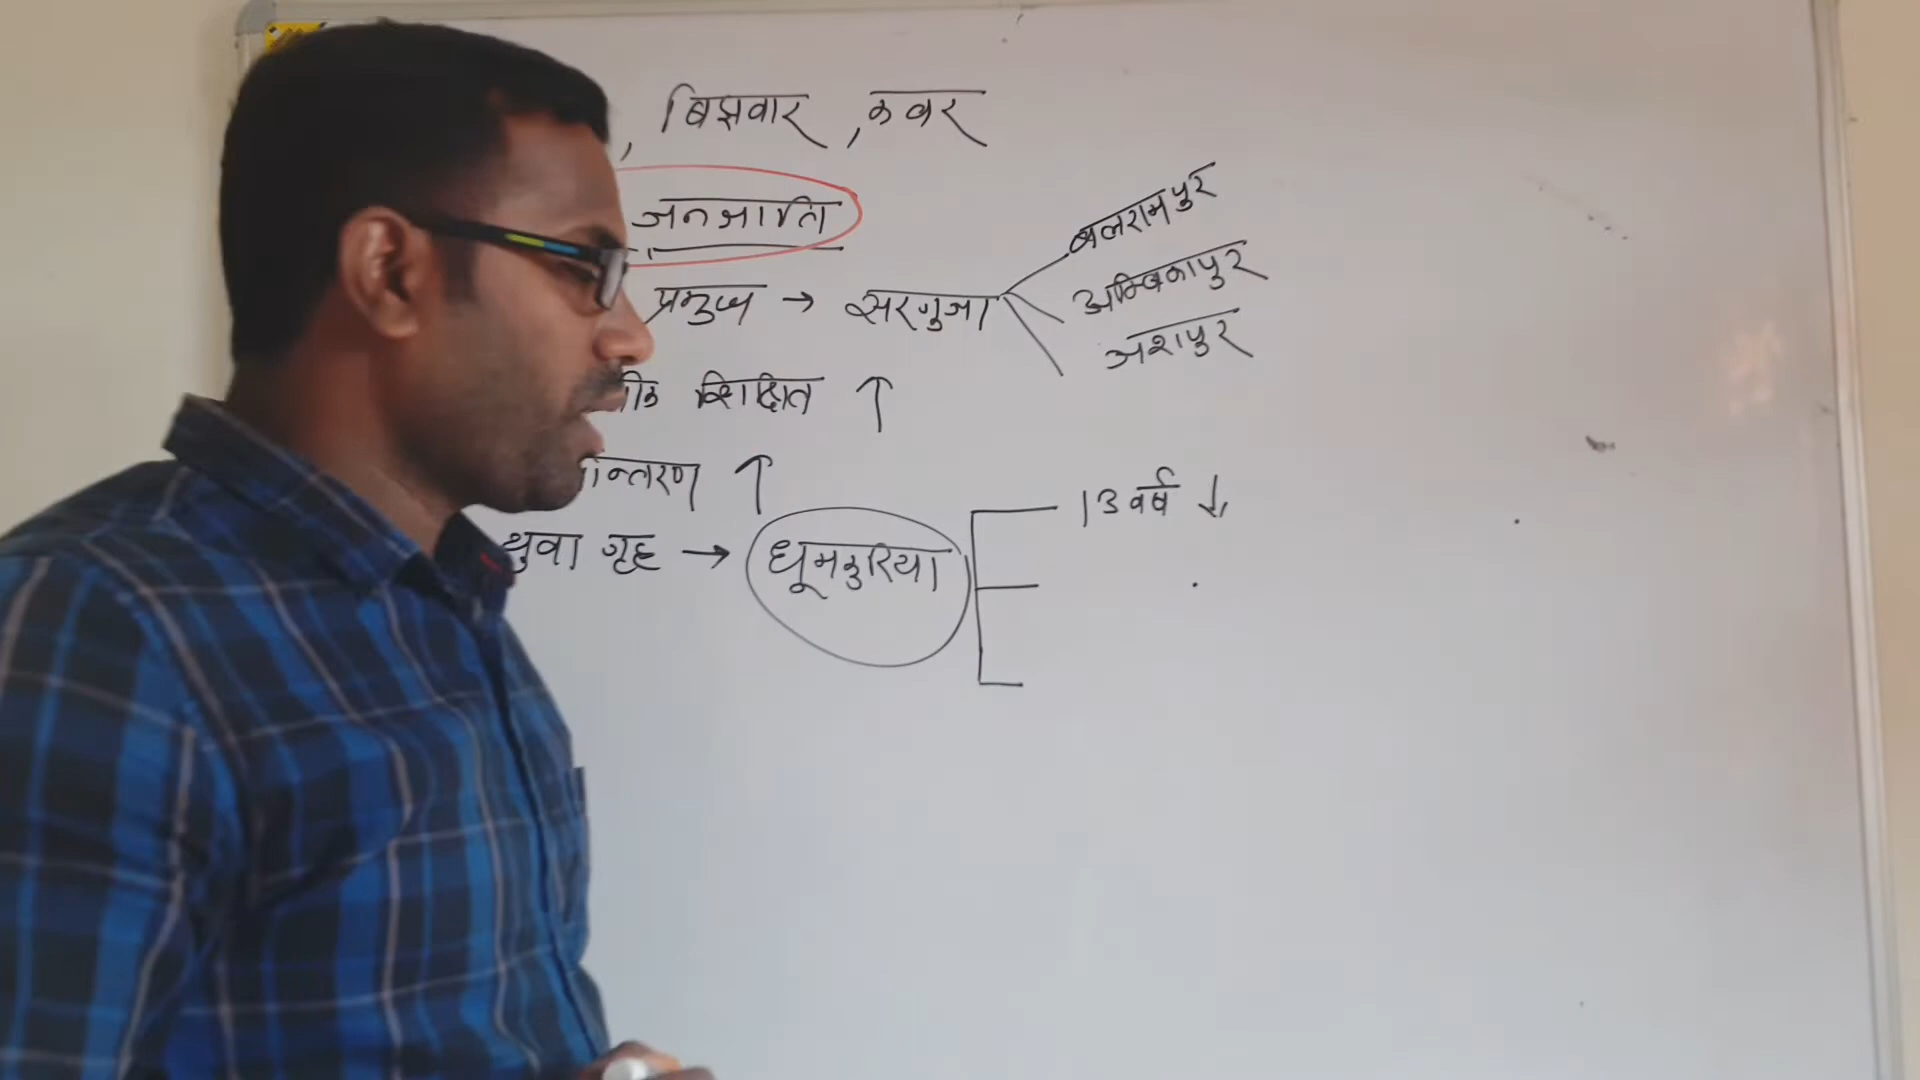 , बिझवार, कवर
जनजाति
बलरामपुर
प्रमुख → सरगुजा
अम्बिकापुर
जशपुर
शिक्षित ↑
न्तरण ↑
13 वर्ष ↓
युवा गृह → धूमकुरिया